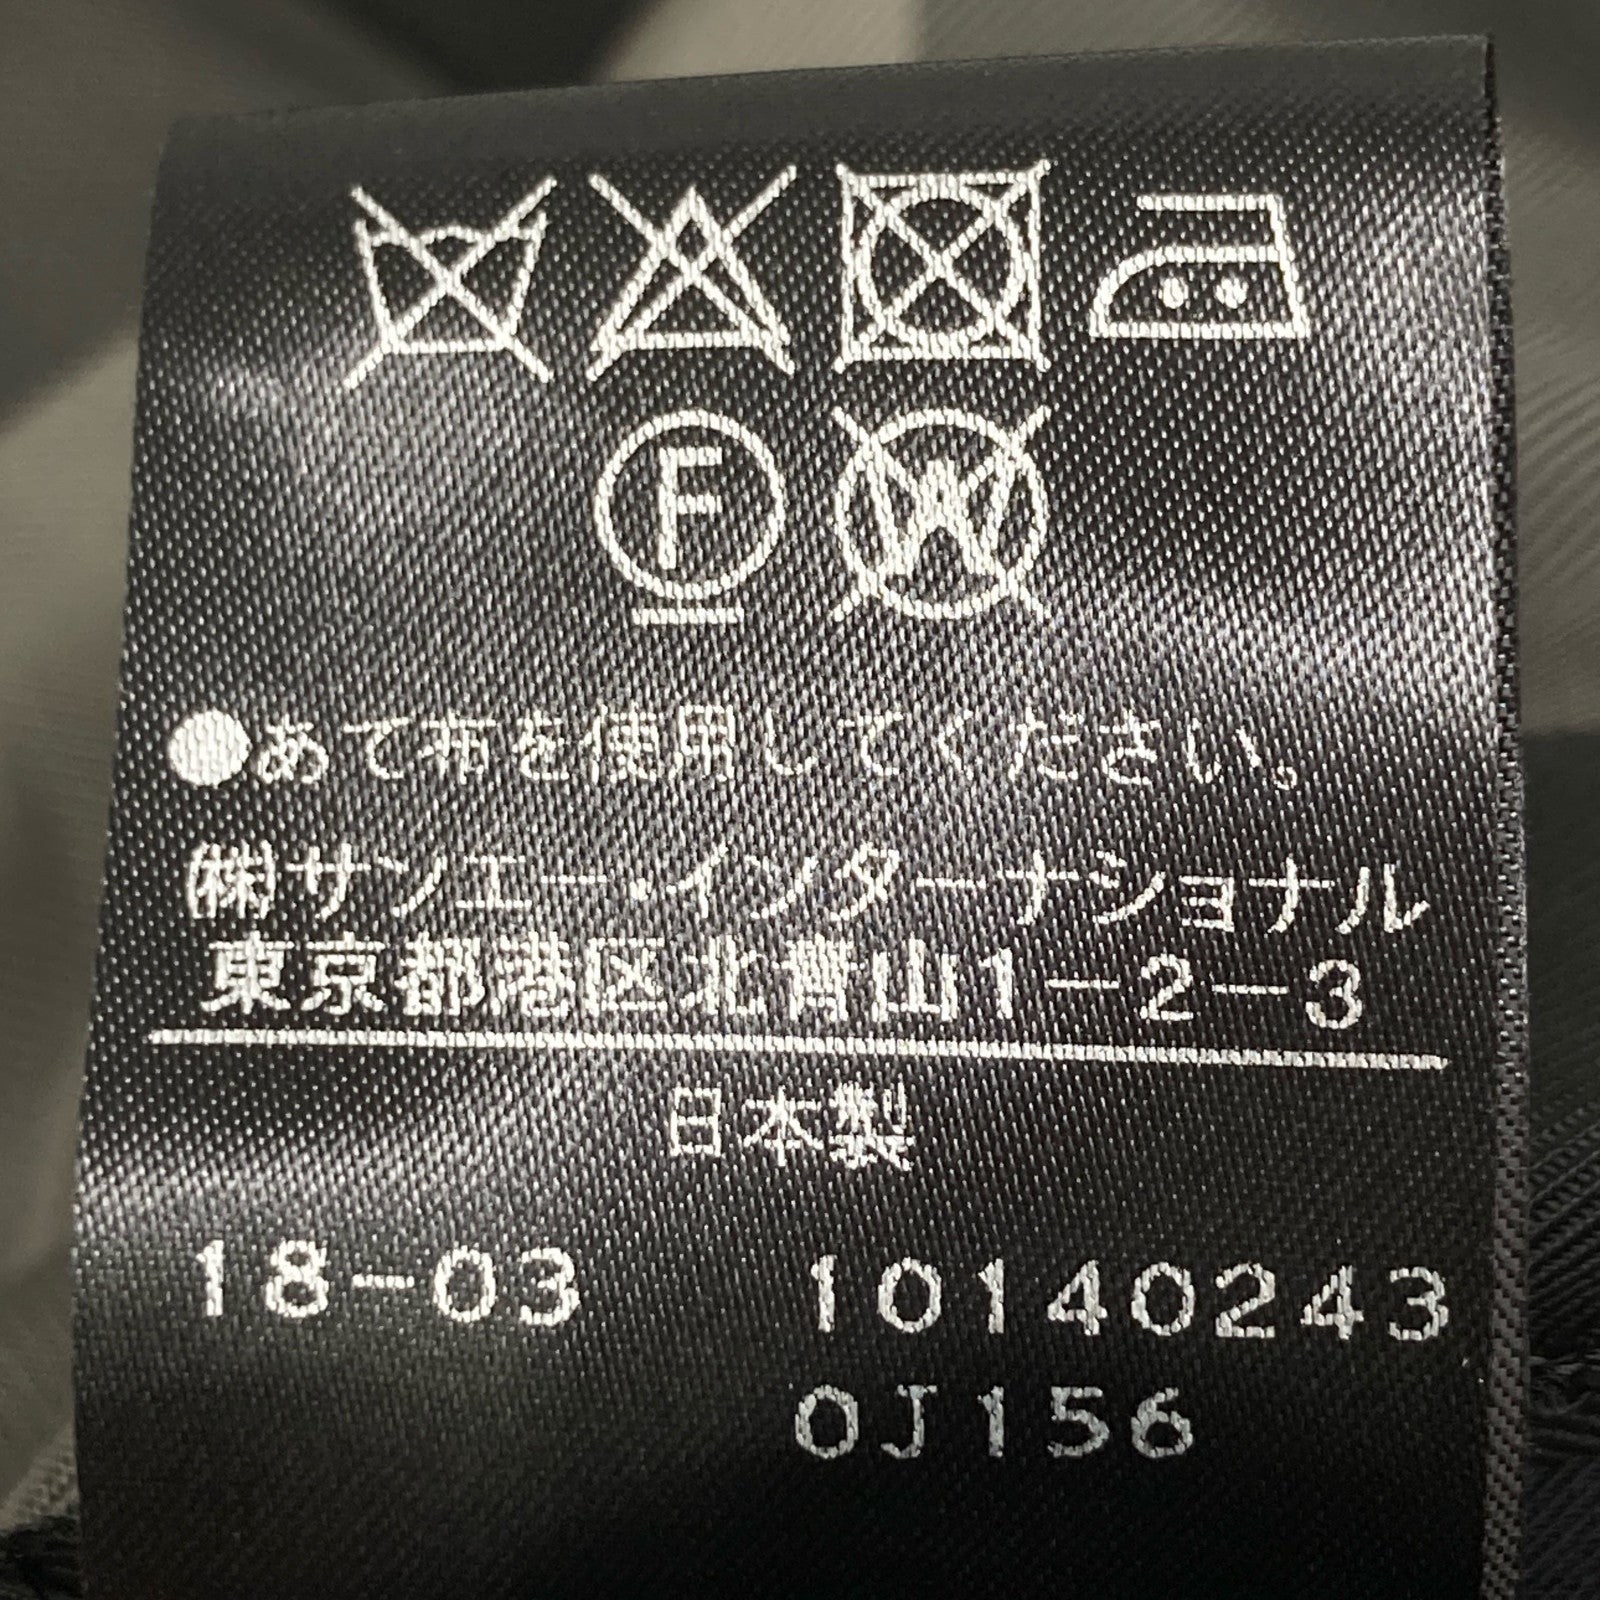 F W
●あて布を使用してください。
㈱サンエー・インターナショナル
東京都港区北青山1-2-3
日本製
18-03 10140243
0J156